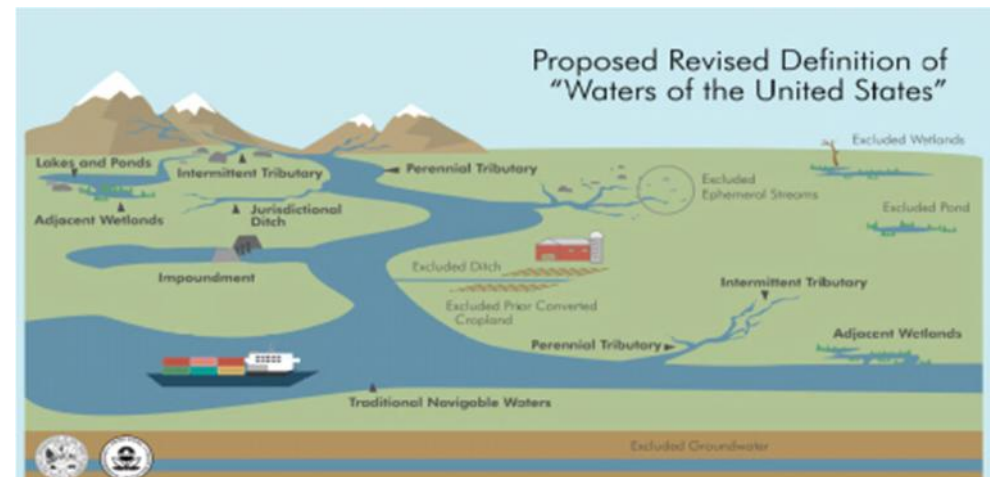 Proposed Revised Definition of
“Waters of the United States”
Excluded Wetlands
Lakes and Ponds
Intermittent Tributary
Perennial Tributary
Excluded
Ephemeral Streams
Adjacent Wetlands
Jurisdictional
Ditch
Excluded Pond
Impoundment
Excluded Ditch
Excluded Prior Converted
Cropland
Intermittent Tributary
Perennial Tributary
Adjacent Wetlands
Traditional Navigable Waters
Excluded Groundwater